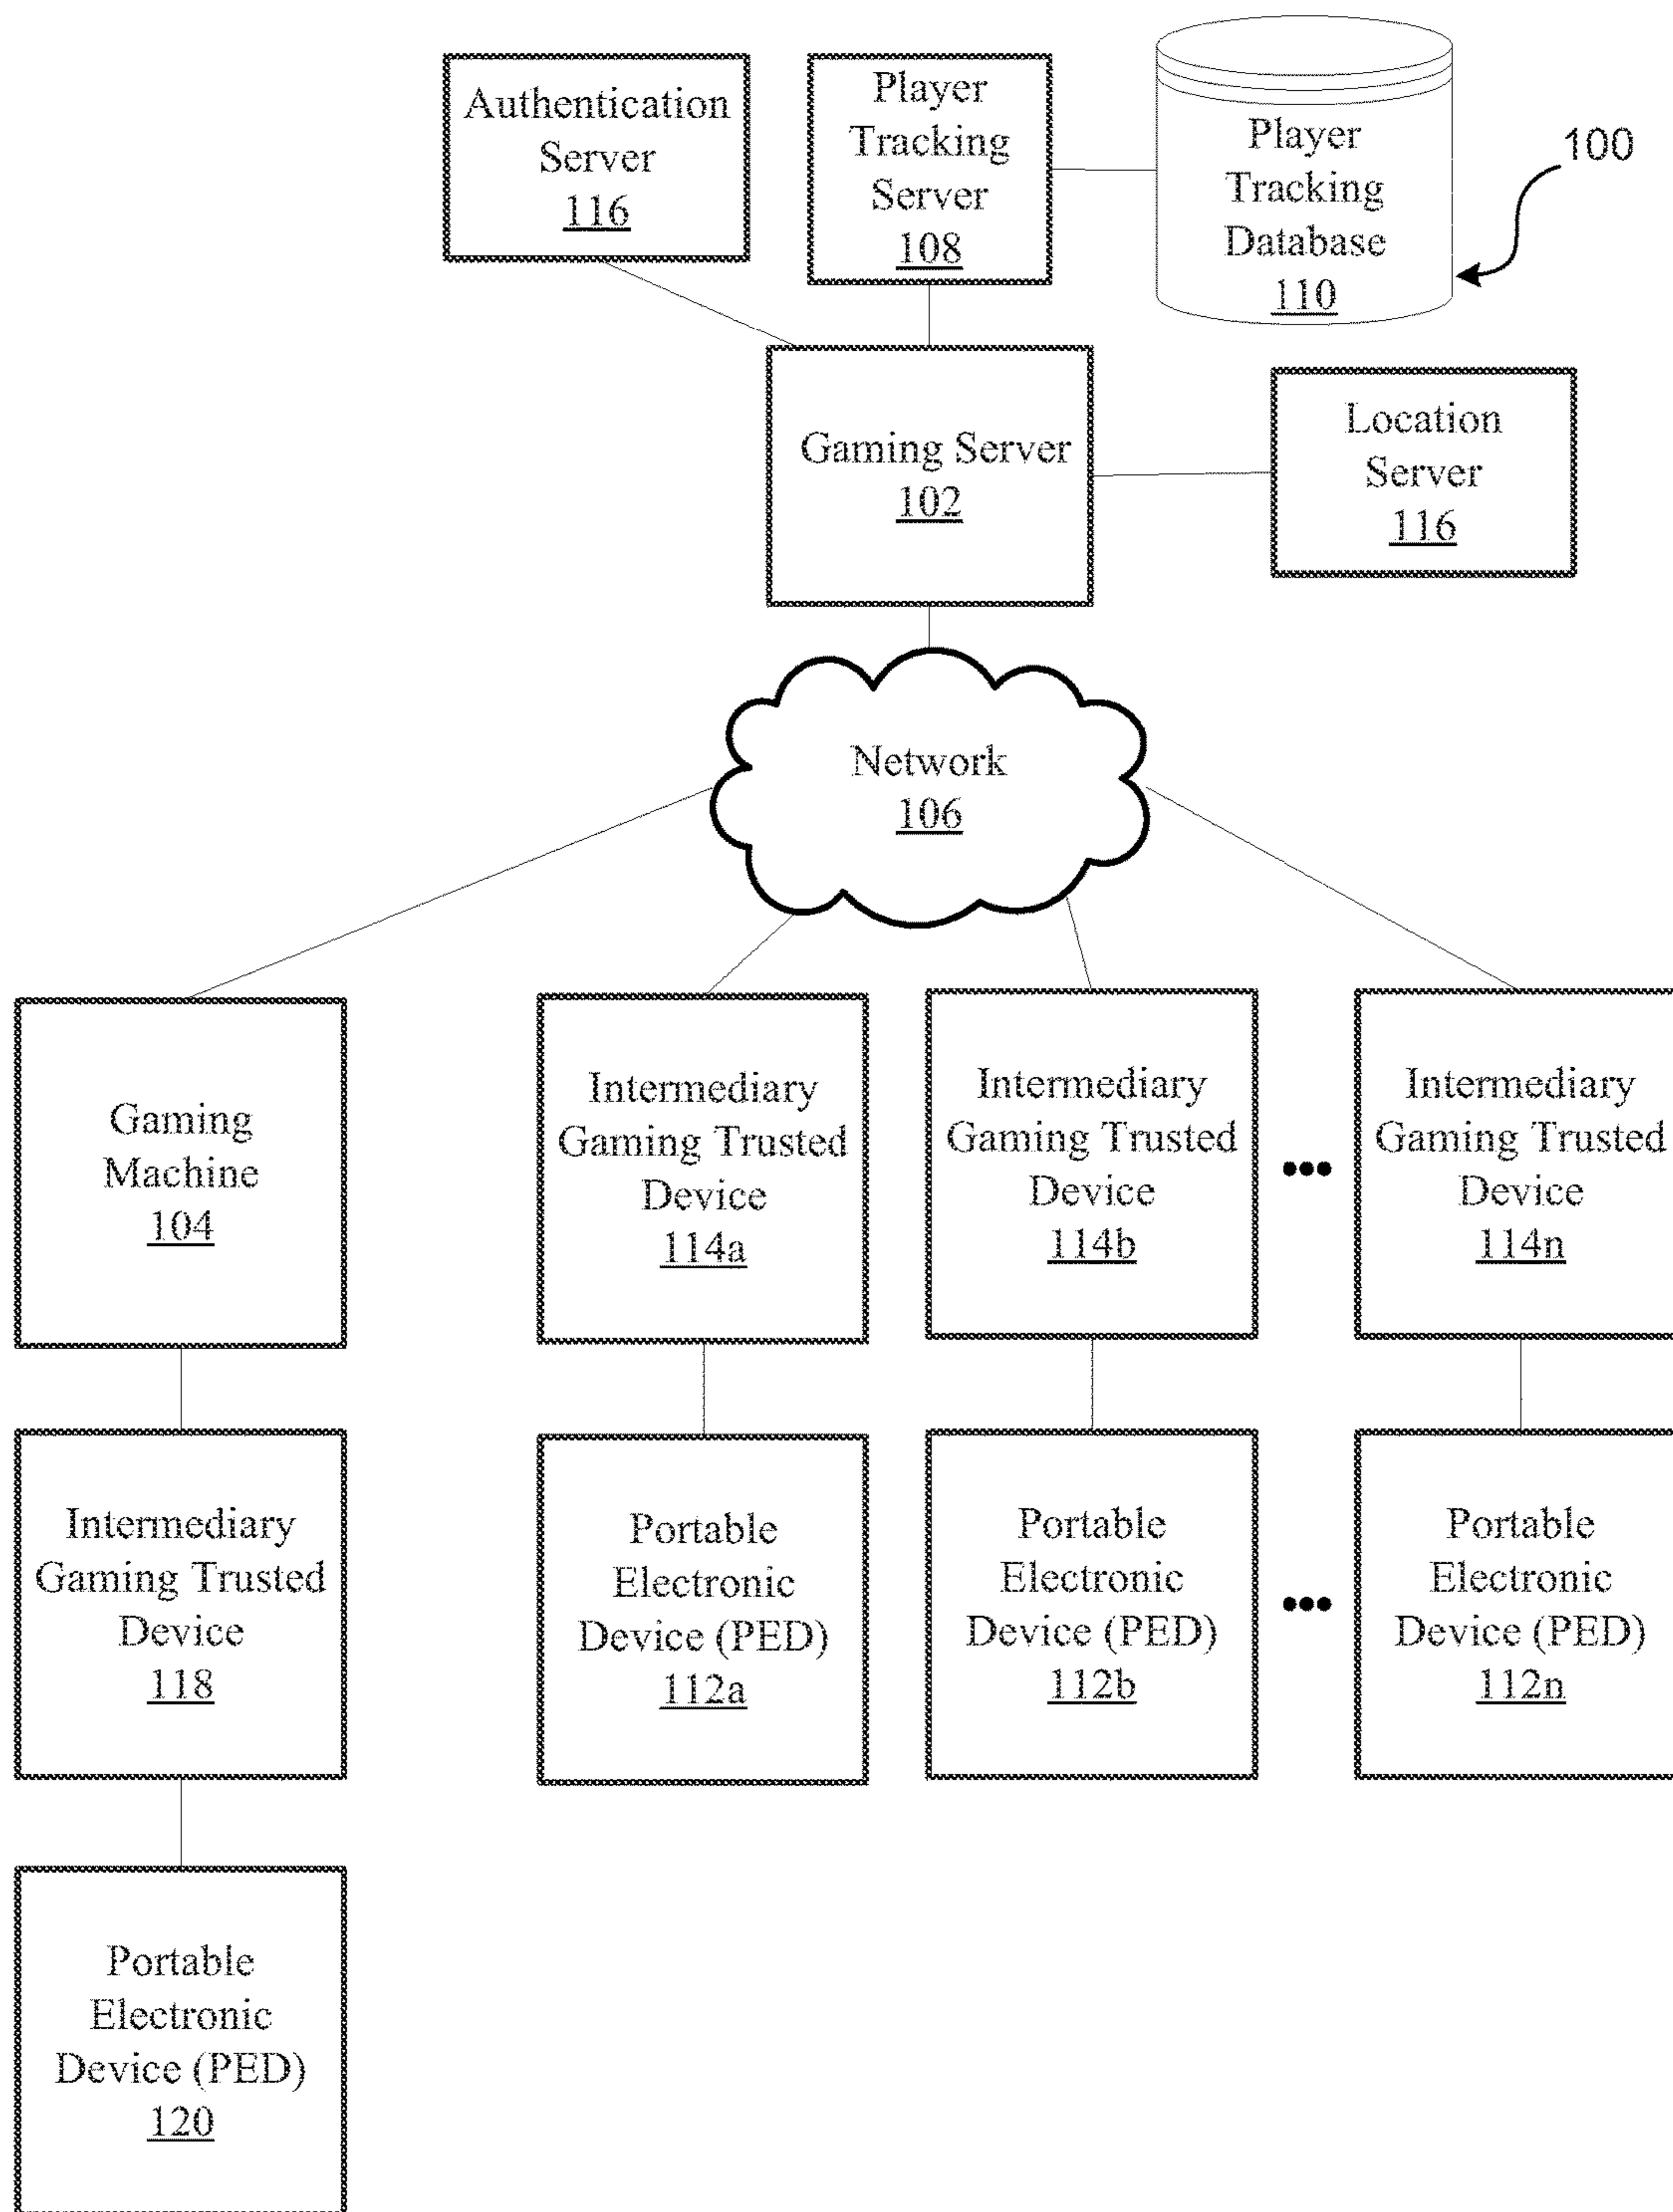 Authentication
Server
116
Player
Tracking
Server
108
Player
Tracking
Database
110
100
Gaming Server
102
Location
Server
116
Network
106
Gaming
Machine
104
Intermediary
Gaming Trusted
Device
114a
Intermediary
Gaming Trusted
Device
114b
•••
Intermediary
Gaming Trusted
Device
114n
Intermediary
Gaming Trusted
Device
118
Portable
Electronic
Device (PED)
112a
Portable
Electronic
Device (PED)
112b
•••
Portable
Electronic
Device (PED)
112n
Portable
Electronic
Device (PED)
120